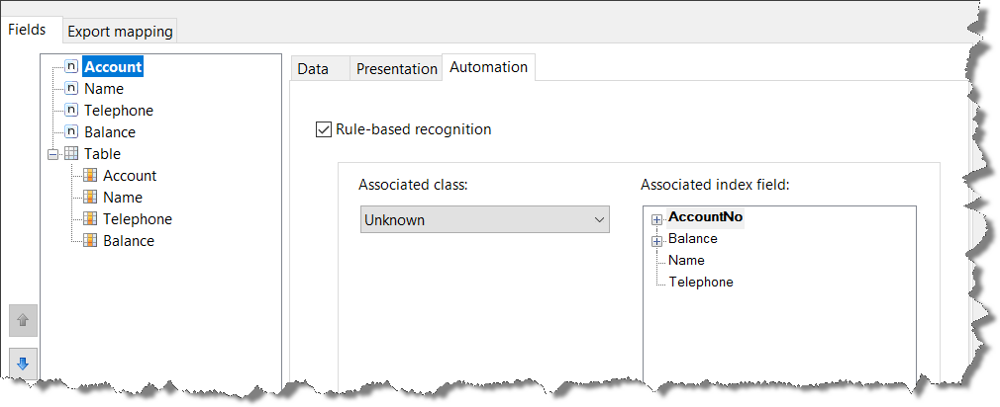 Fields
Export mapping
n Account
n Name
n Telephone
n Balance
Table
Account
Name
Telephone
Balance
Data
Presentation
Automation
Rule-based recognition
Associated class:
Unknown
Associated index field:
AccountNo
Balance
Name
Telephone